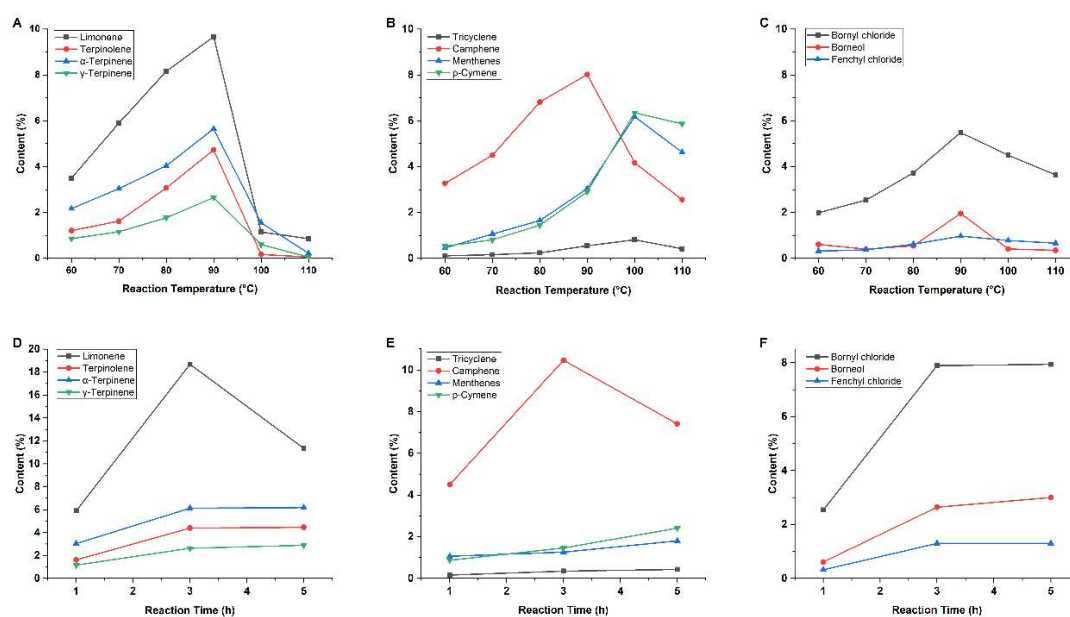 A
Limonene
Terpinolene
α-Terpinene
γ-Terpinene
Content (%)
10
8
6
4
2
0
60 70 80 90 100 110
Reaction Temperature (°C)
B
Tricyclene
Camphene
Menthenes
p-Cymene
Content (%)
10
8
6
4
2
0
60 70 80 90 100 110
Reaction Temperature (°C)
C
Bornyl chloride
Borneol
Fenchyl chloride
Content (%)
10
8
6
4
2
0
60 70 80 90 100 110
Reaction Temperature (°C)
D
Limonene
Terpinolene
α-Terpinene
γ-Terpinene
Content (%)
20
18
16
14
12
10
8
6
4
2
0
1 2 3 4 5
Reaction Time (h)
E
Tricyclene
Camphene
Menthenes
p-Cymene
Content (%)
10
8
6
4
2
0
1 2 3 4 5
Reaction Time (h)
F
Bornyl chloride
Borneol
Fenchyl chloride
Content (%)
8
6
4
2
0
1 2 3 4 5
Reaction Time (h)